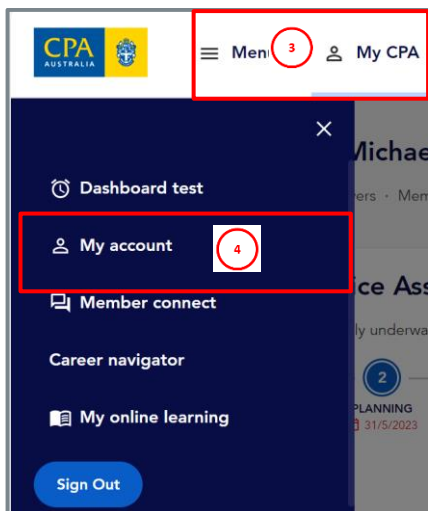 CPA
AUSTRALIA
Men
3
My CPA
Michae
Dashboard test
ers · Mem
My account
4
ice Ass
Member connect
ly underwa
Career navigator
2
PLANNING
31/5/2023
My online learning
Sign Out